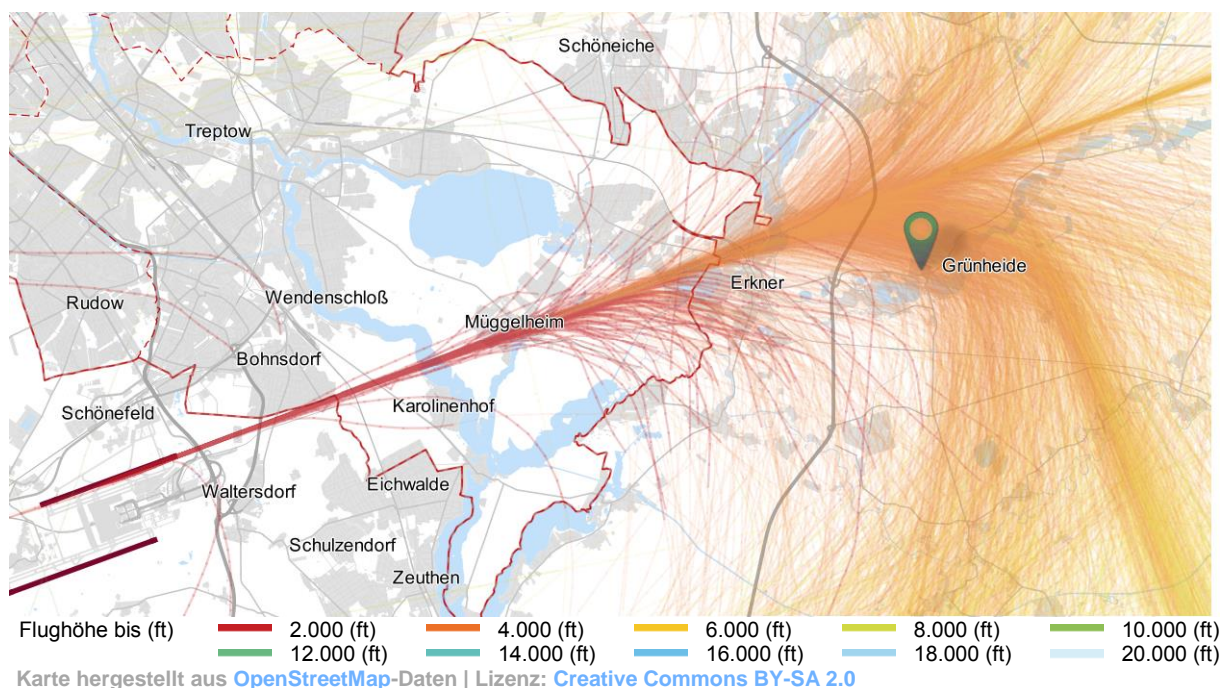 Schöneiche
Treptow
Grünheide
Erkner
Wendenschloß
Rudow
Müggelheim
Bohnsdorf
Karolinenhof
Schönefeld
Eichwalde
Waltersdorf
Schulzendorf
Zeuthen
Flughöhe bis (ft) 2.000 (ft) 4.000 (ft) 6.000 (ft) 8.000 (ft) 10.000 (ft)
12.000 (ft) 14.000 (ft) 16.000 (ft) 18.000 (ft) 20.000 (ft)
Karte hergestellt aus OpenStreetMap-Daten | Lizenz: Creative Commons BY-SA 2.0